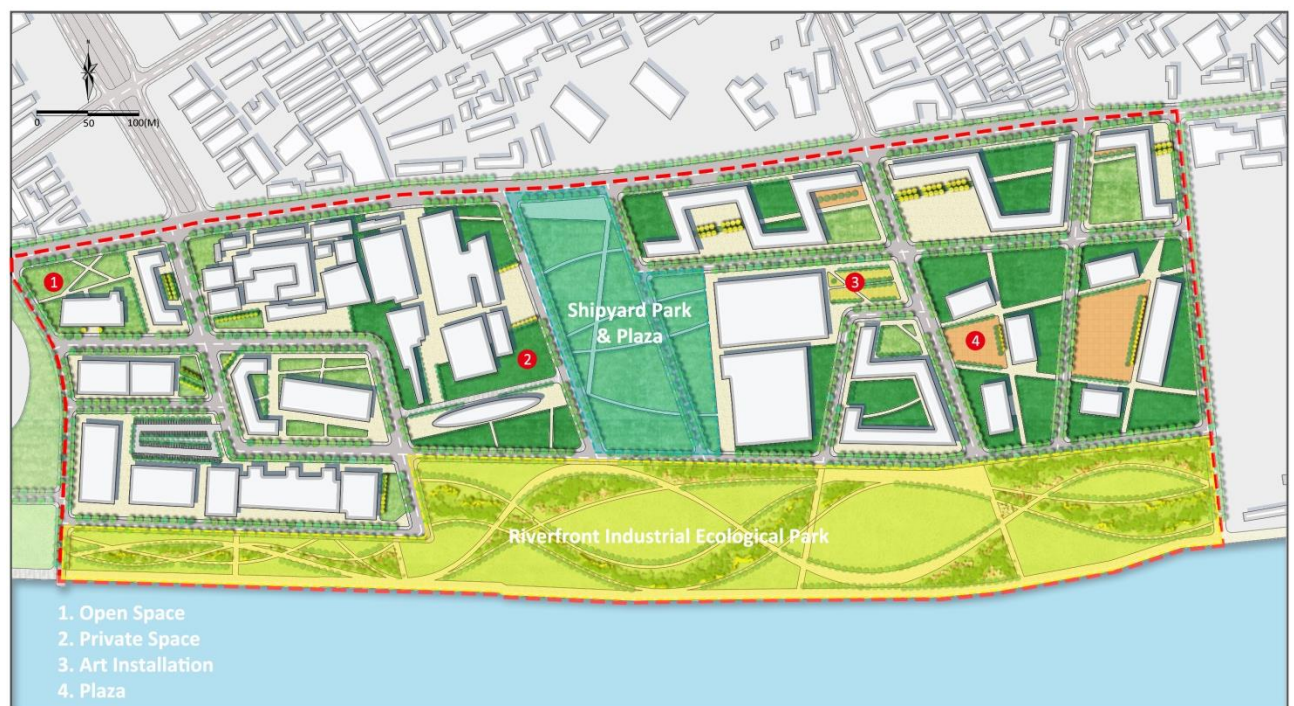 0 50 100(M)
1
2
3
4
Shipyard Park
& Plaza
Riverfront Industrial Ecological Park
1. Open Space
2. Private Space
3. Art Installation
4. Plaza